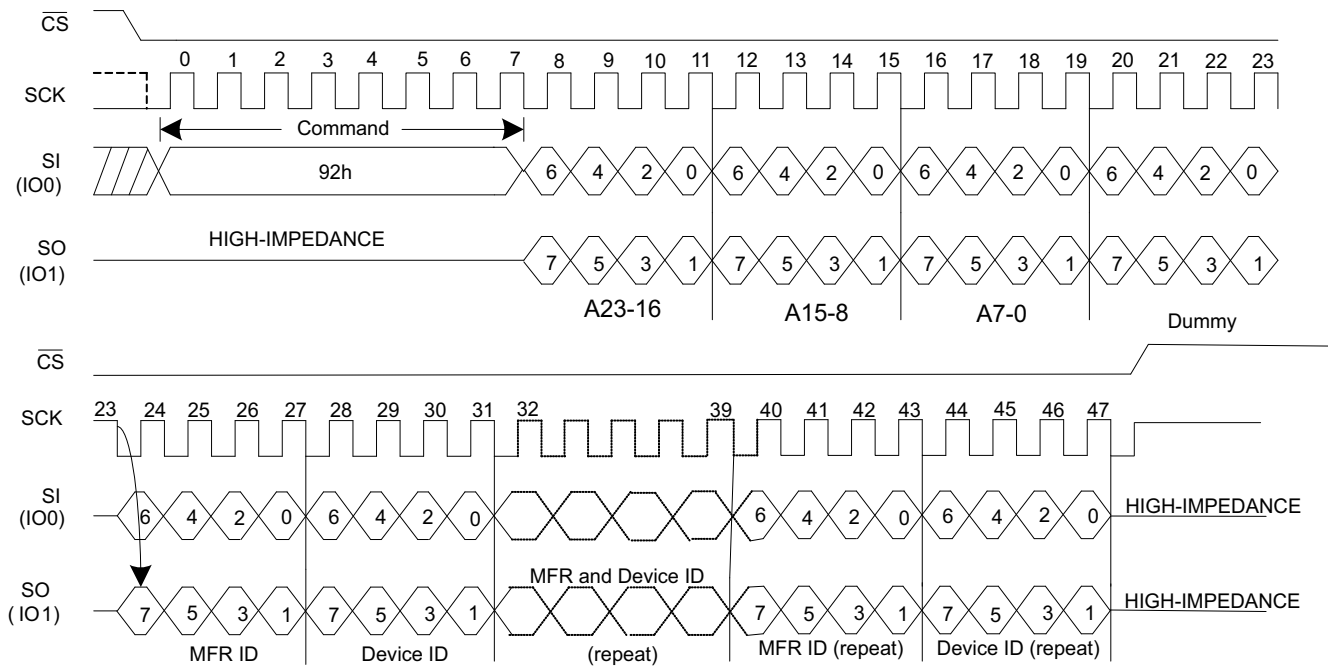 CS
0 1 2 3 4 5 6 7 8 9 10 11 12 13 14 15 16 17 18 19 20 21 22 23
SCK
Command
SI
(IO0)
92h
6 4 2 0 6 4 2 0 6 4 2 0 6 4 2 0
SO
(IO1)
HIGH-IMPEDANCE
7 5 3 1 7 5 3 1 7 5 3 1 7 5 3 1
A23-16 A15-8 A7-0 Dummy
CS
SCK
23 24 25 26 27 28 29 30 31 32 39 40 41 42 43 44 45 46 47
SI
(IO0)
6 4 2 0 6 4 2 0 6 4 2 0 6 4 2 0
HIGH-IMPEDANCE
MFR and Device ID
SO
(IO1)
7 5 3 1 7 5 3 1 7 5 3 1 7 5 3 1
HIGH-IMPEDANCE
MFR ID Device ID (repeat) MFR ID (repeat) Device ID (repeat)